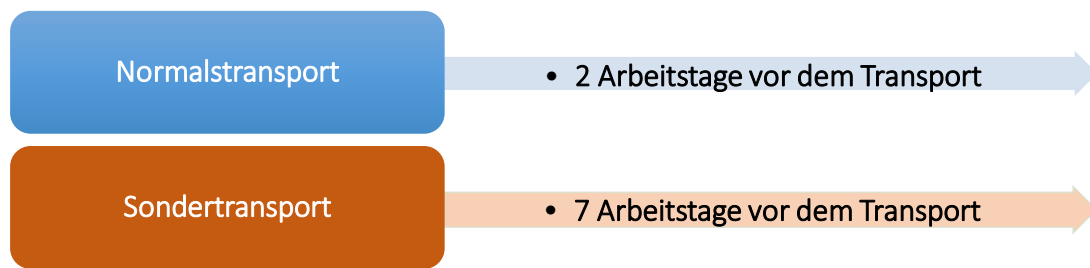 Normalstransport
• 2 Arbeitstage vor dem Transport
Sondertransport
• 7 Arbeitstage vor dem Transport